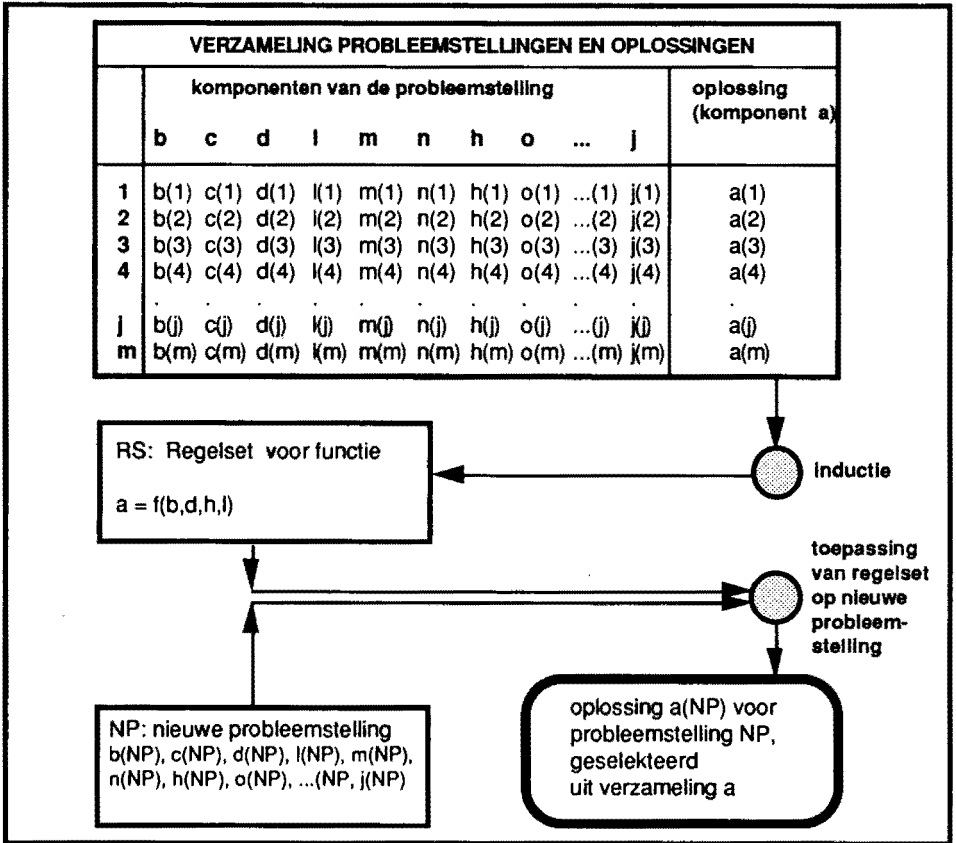 VERZAMELING PROBLEEMSTELLINGEN EN OPLOSSINGEN
komponenten van de probleemstelling
oplossing
(komponent a)
b c d l m n h o ... j
1 b(1) c(1) d(1) l(1) m(1) n(1) h(1) o(1) ...(1) j(1) a(1)
2 b(2) c(2) d(2) l(2) m(2) n(2) h(2) o(2) ...(2) j(2) a(2)
3 b(3) c(3) d(3) l(3) m(3) n(3) h(3) o(3) ...(3) j(3) a(3)
4 b(4) c(4) d(4) l(4) m(4) n(4) h(4) o(4) ...(4) j(4) a(4)
. . . . . . . . . . .
j b(j) c(j) d(j) l(j) m(j) n(j) h(j) o(j) ...(j) j(j) a(j)
m b(m) c(m) d(m) l(m) m(m) n(m) h(m) o(m) ...(m) j(m) a(m)
RS: Regelset voor functie
a = f(b,d,h,l)
inductie
toepassing
van regelset
op nieuwe
probleem-
stelling
NP: nieuwe probleemstelling
b(NP), c(NP), d(NP), l(NP), m(NP),
n(NP), h(NP), o(NP), ...(NP, j(NP)
oplossing a(NP) voor
probleemstelling NP,
geselekteerd
uit verzameling a